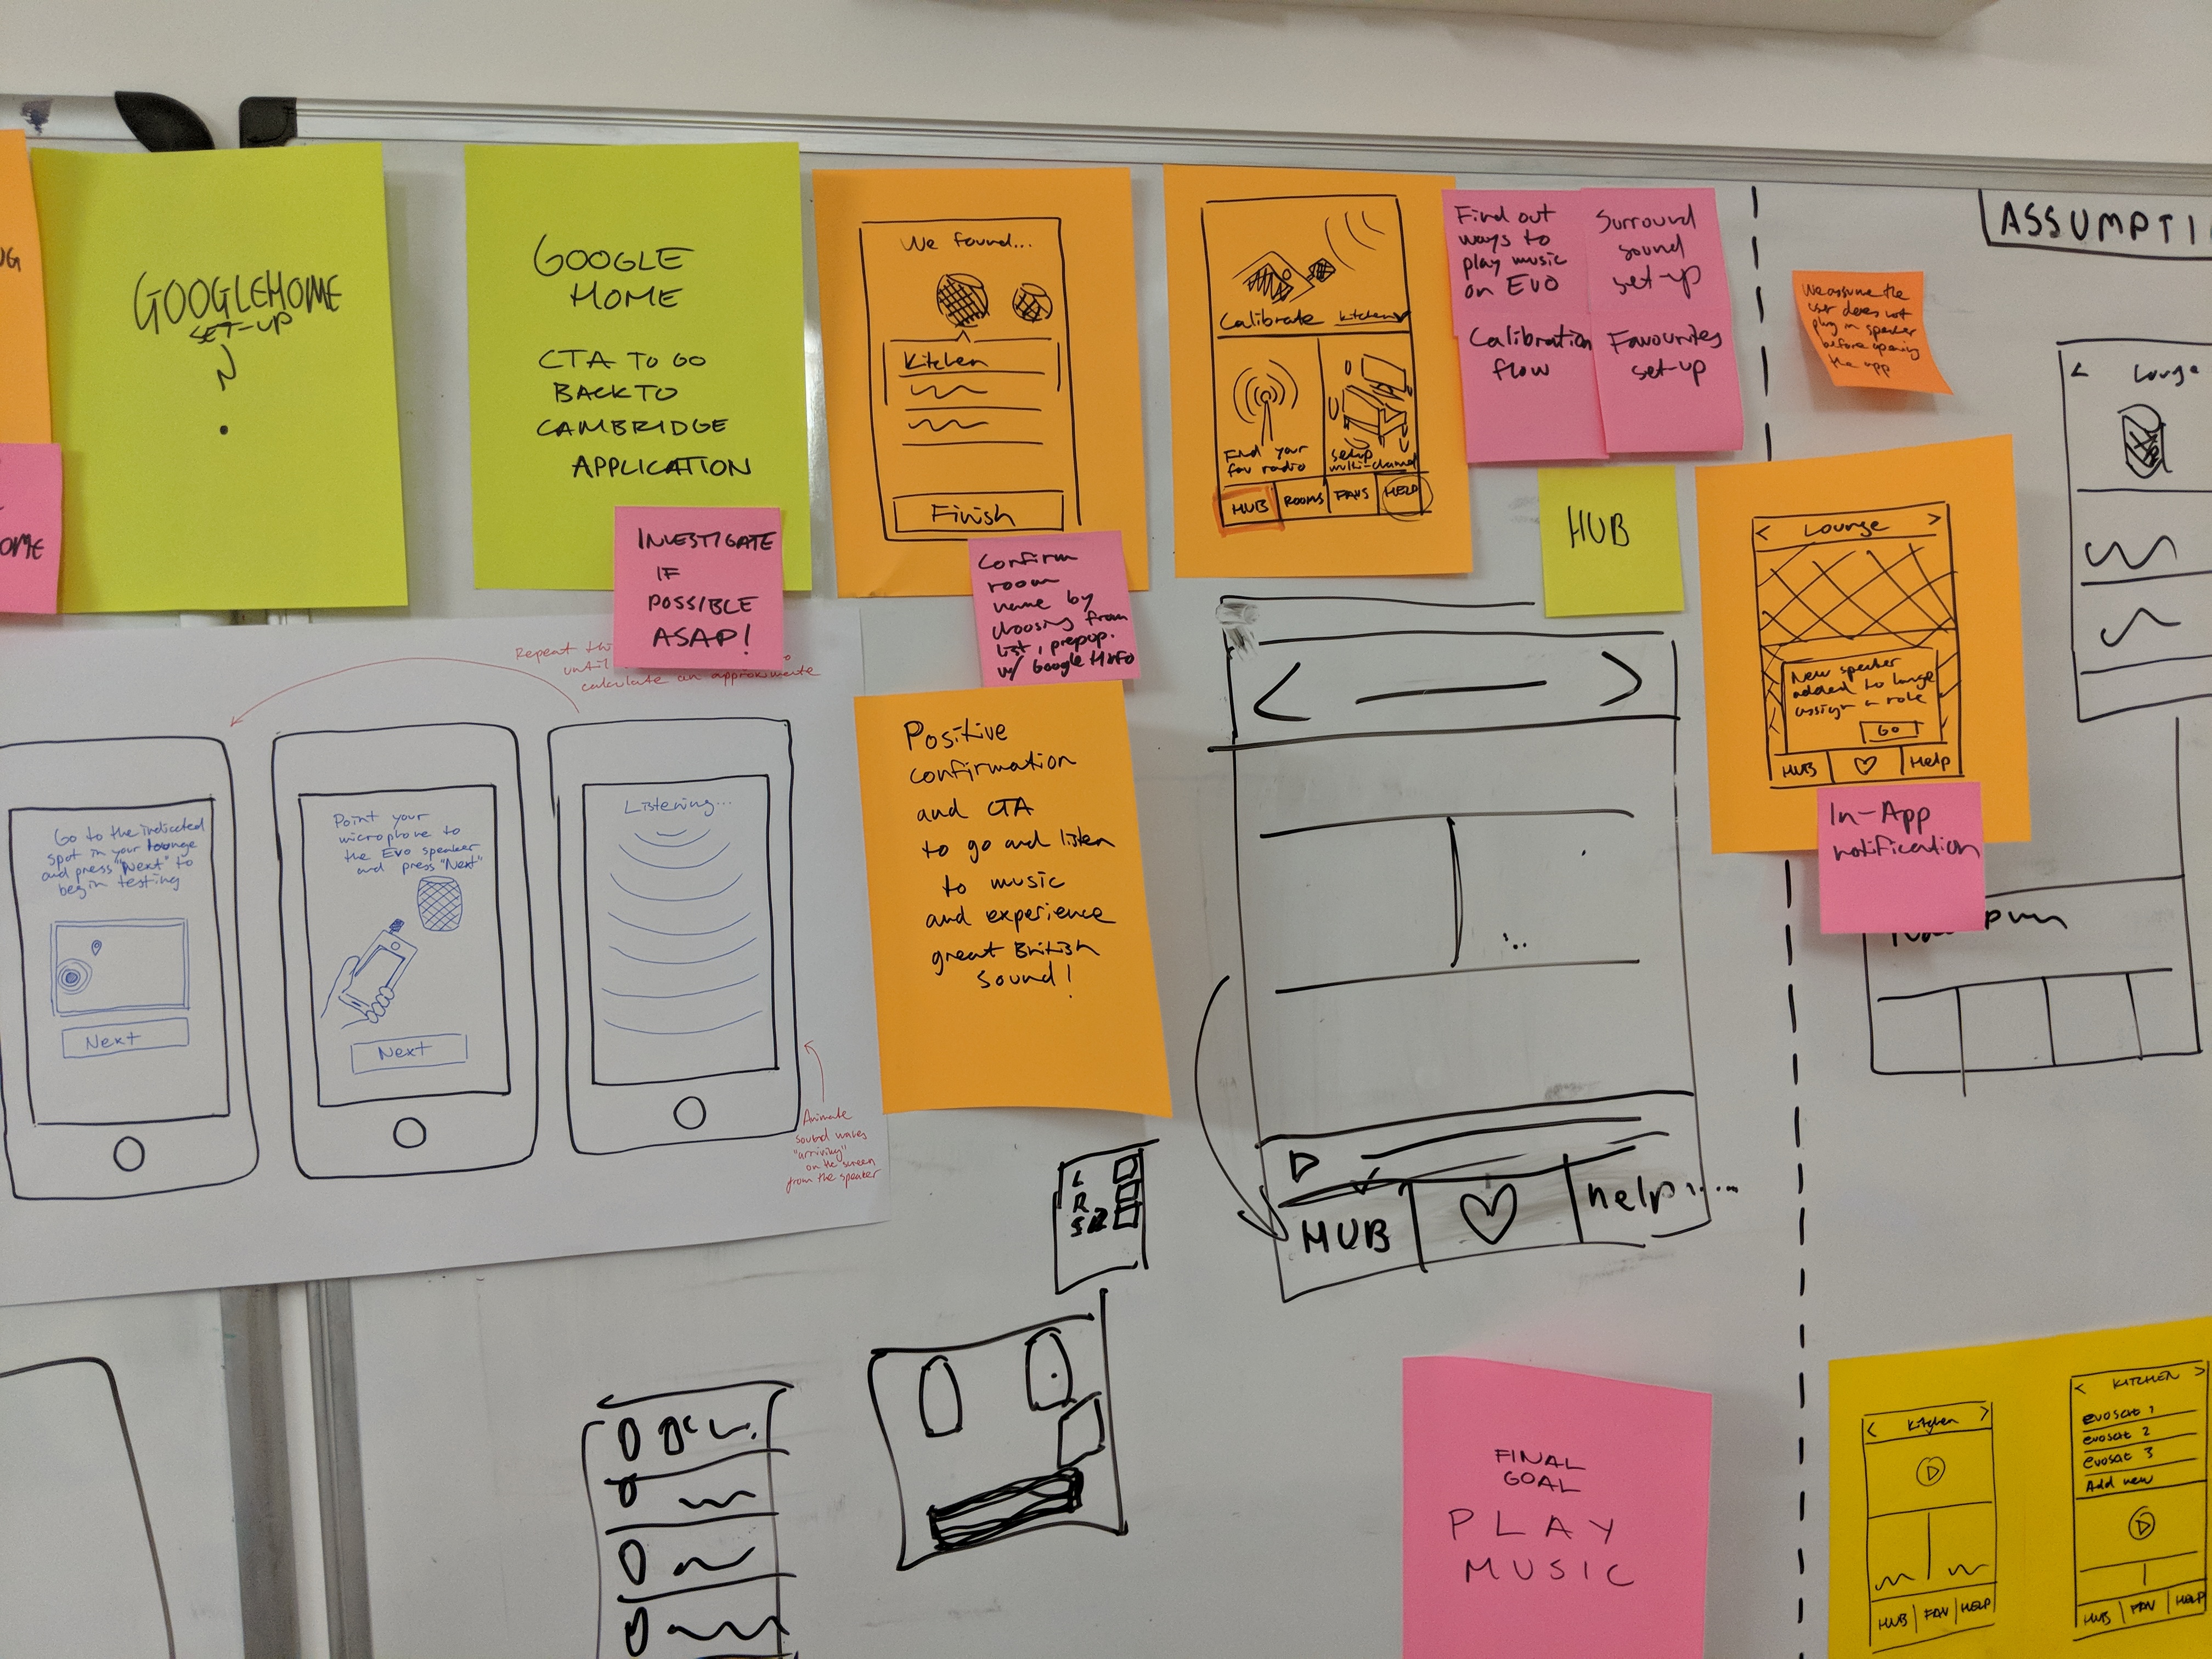 UG
OME
GOOGLEHOME
SET-UP
GOOGLE
HOME
CTA TO GO
BACK TO
CAMBRIDGE
APPLICATION
INVESTIGATE
IF
POSSIBLE
ASAP!
We found...
Kitchen
Finish
Confirm
room
name by
choosing from
list, prepop.
w/ Google H info
Calibrate kitchen
Find your
fav radio
setup
multi-channel
HUB ROOMS FAVS HELP
Find out
ways to
play music
on EVO
Surround
sound
set-up
Calibration
flow
Favourites
set-up
HUB
ASSUMPTI
We assume the
user does not
plug in speaker
before opening
the app
< Lounge >
New speaker
added to lounge
assign a role
GO
HUB Help
In-App
notification
< Lounge
Repeat
until
calculate an approximate
Go to the indicated
spot in your lounge
and press "Next" to
begin testing
Next
Point your
microphone to
the Evo speaker
and press "Next"
Next
Listening...
Animate
sound waves
"arriving"
on the screen
from the speaker
Positive
confirmation
and CTA
to go and listen
to music
and experience
great British
sound!
< >
HUB help.....
L
R
FINAL
GOAL
PLAY
MUSIC
< Kitchen >
HUB FAV HELP
< KITCHEN >
evosat 1
evosat 2
evosat 3
Add new
HUB FAV HELP